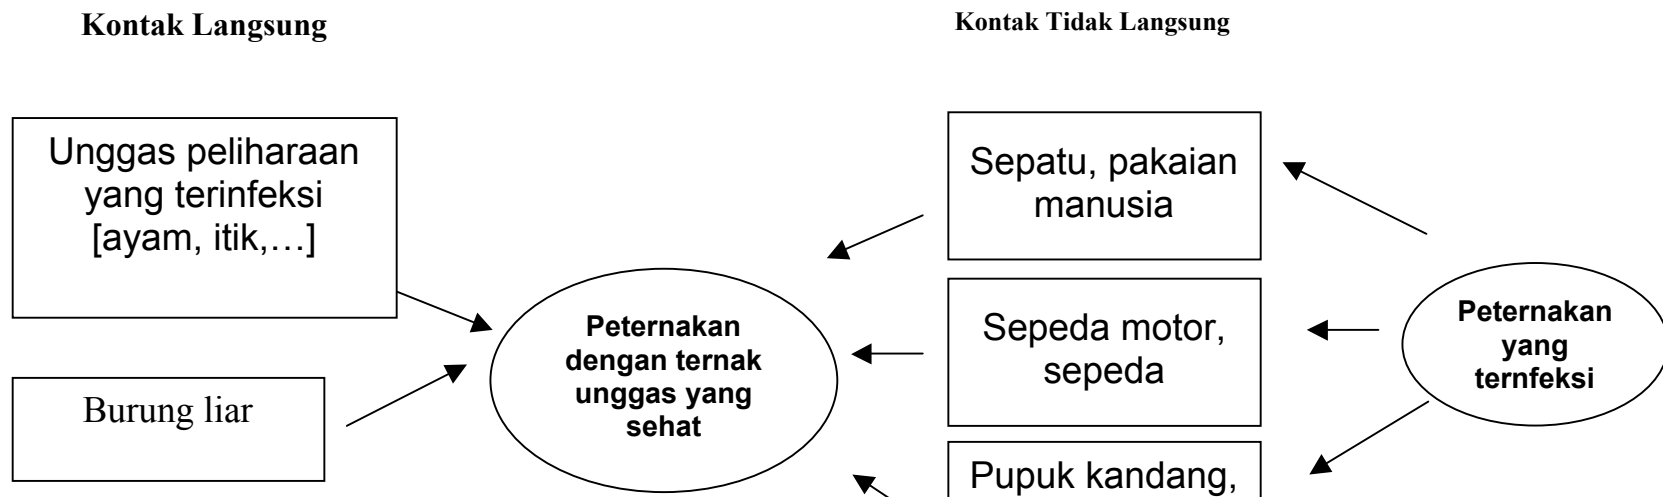 Kontak Langsung
Kontak Tidak Langsung
Unggas peliharaan
yang terinfeksi
[ayam, itik,…]
Burung liar
Peternakan
dengan ternak
unggas yang
sehat
Sepatu, pakaian
manusia
Sepeda motor,
sepeda
Pupuk kandang,
Peternakan
yang
ternfeksi